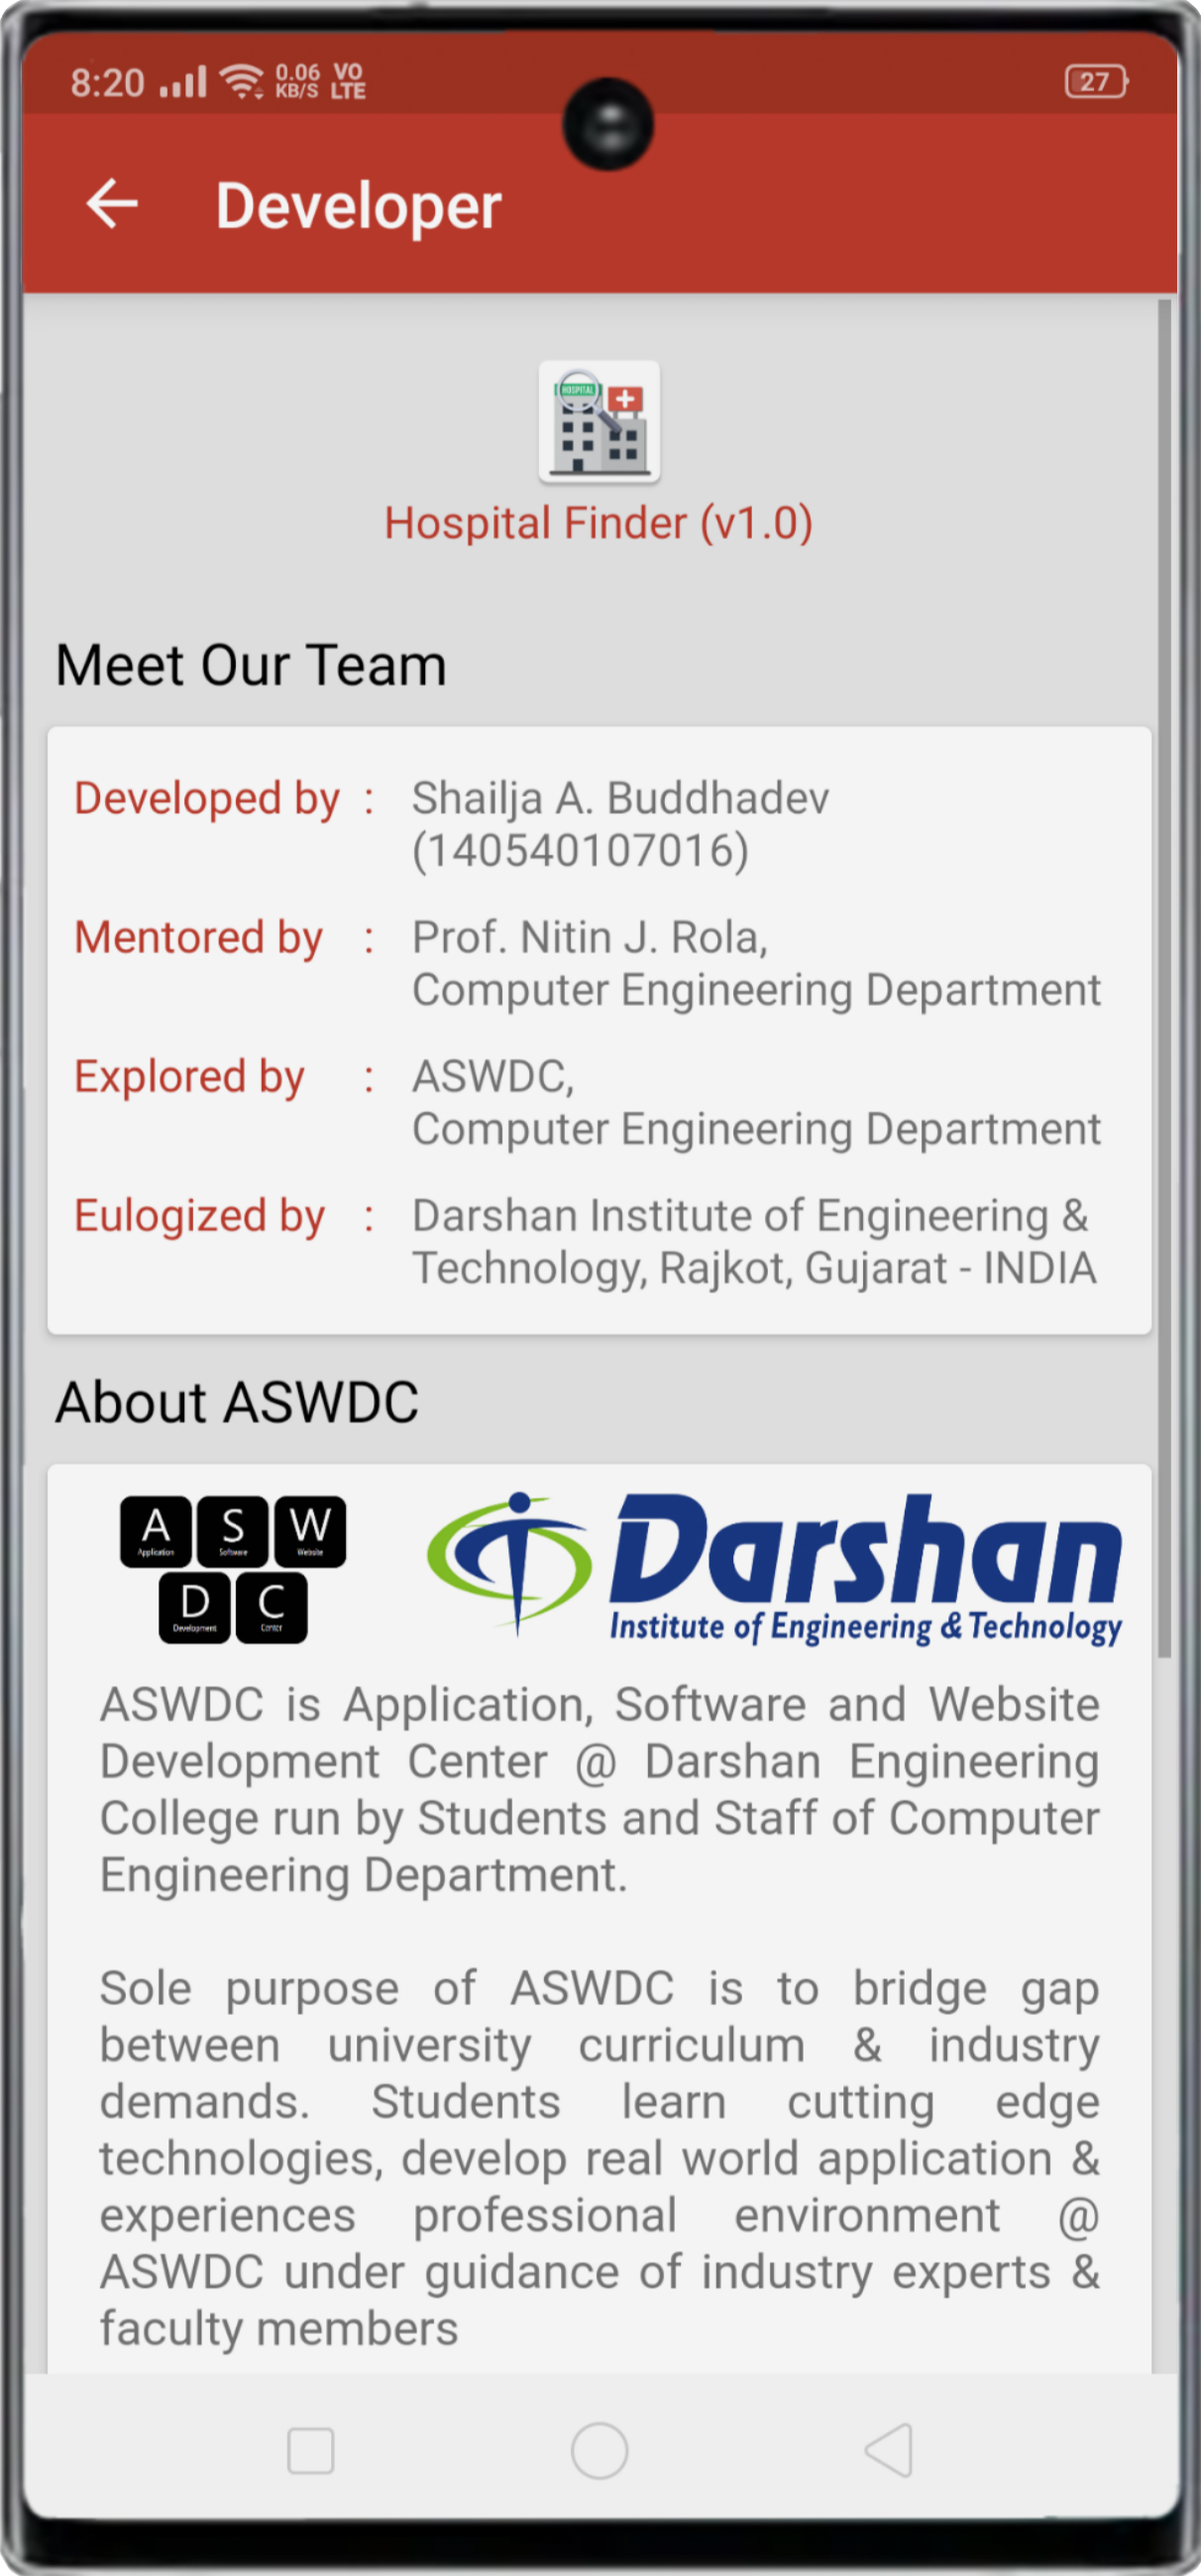 8:20 0.06 KB/S VO LTE 27
Developer
HOSPITAL
Hospital Finder (v1.0)
Meet Our Team
Developed by : Shailja A. Buddhadev
(140540107016)
Mentored by : Prof. Nitin J. Rola,
Computer Engineering Department
Explored by : ASWDC,
Computer Engineering Department
Eulogized by : Darshan Institute of Engineering &
Technology, Rajkot, Gujarat - INDIA
About ASWDC
A S W
Application Software Website
D C
Development Center
Darshan
Institute of Engineering & Technology
ASWDC is Application, Software and Website
Development Center @ Darshan Engineering
College run by Students and Staff of Computer
Engineering Department.
Sole purpose of ASWDC is to bridge gap
between university curriculum & industry
demands. Students learn cutting edge
technologies, develop real world application &
experiences professional environment @
ASWDC under guidance of industry experts &
faculty members